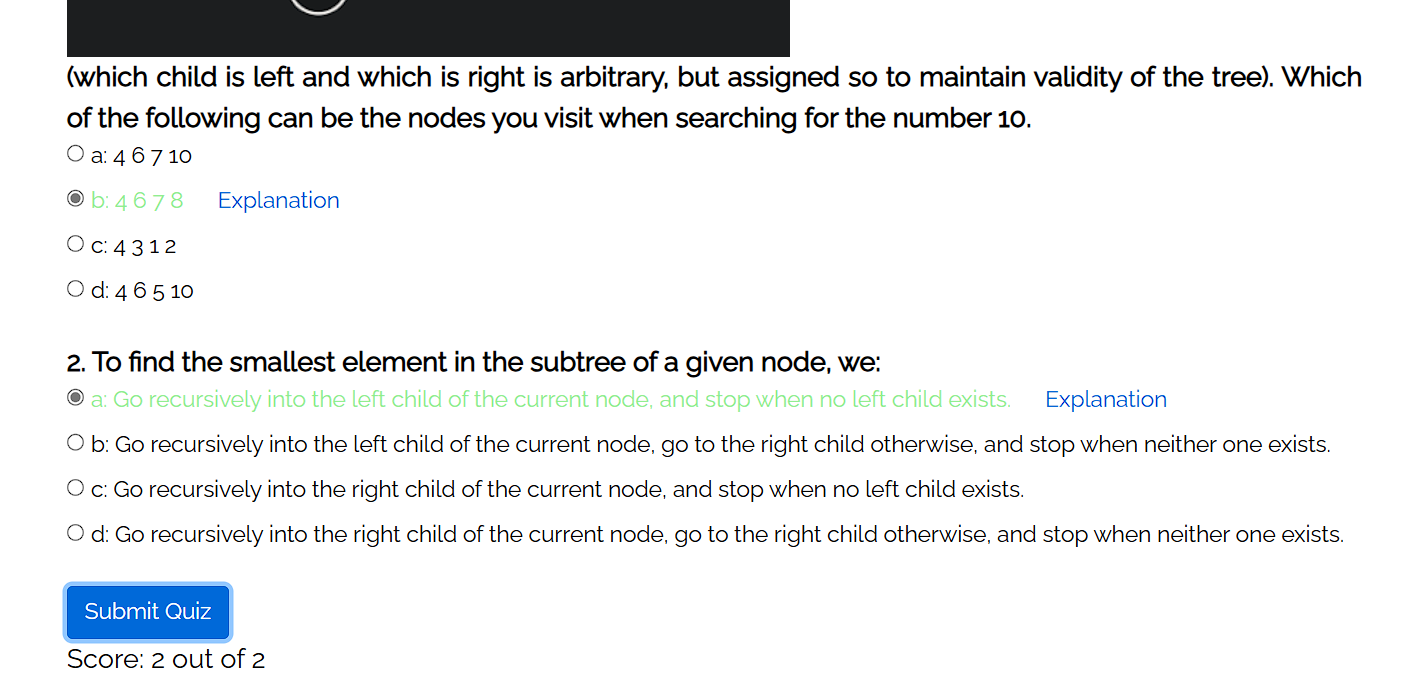 (which child is left and which is right is arbitrary, but assigned so to maintain validity of the tree). Which
of the following can be the nodes you visit when searching for the number 10.
a: 4 6 7 10
b: 4 6 7 8 Explanation
c: 4 3 1 2
d: 4 6 5 10
2. To find the smallest element in the subtree of a given node, we:
a: Go recursively into the left child of the current node, and stop when no left child exists. Explanation
b: Go recursively into the left child of the current node, go to the right child otherwise, and stop when neither one exists.
c: Go recursively into the right child of the current node, and stop when no left child exists.
d: Go recursively into the right child of the current node, go to the right child otherwise, and stop when neither one exists.
Submit Quiz
Score: 2 out of 2